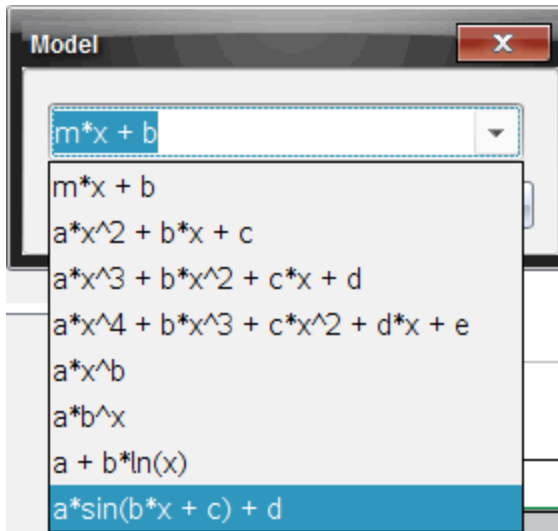 Model
x
m*x + b
m*x + b
a*x^2 + b*x + c
a*x^3 + b*x^2 + c*x + d
a*x^4 + b*x^3 + c*x^2 + d*x + e
a*x^b
a*b^x
a + b*ln(x)
a*sin(b*x + c) + d